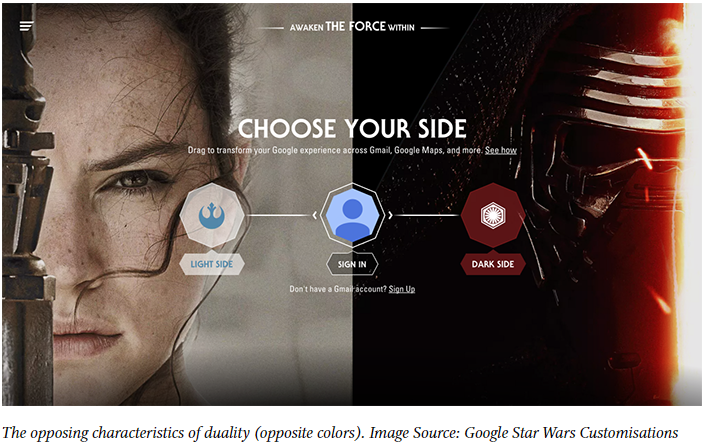 AWAKEN THE FORCE WITHIN
CHOOSE YOUR SIDE
Drag to transform your Google experience across Gmail, Google Maps, and more. See how
LIGHT SIDE
SIGN IN
DARK SIDE
Don't have a Gmail account? Sign Up
The opposing characteristics of duality (opposite colors). Image Source: Google Star Wars Customisations